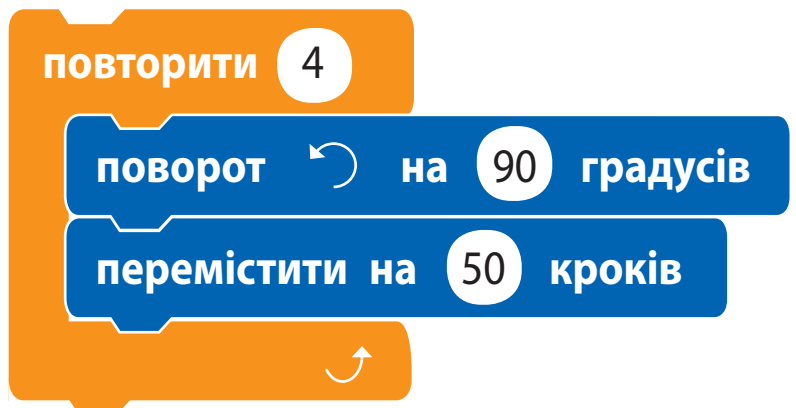 повторити 4
поворот на 90 градусів
перемістити на 50 кроків